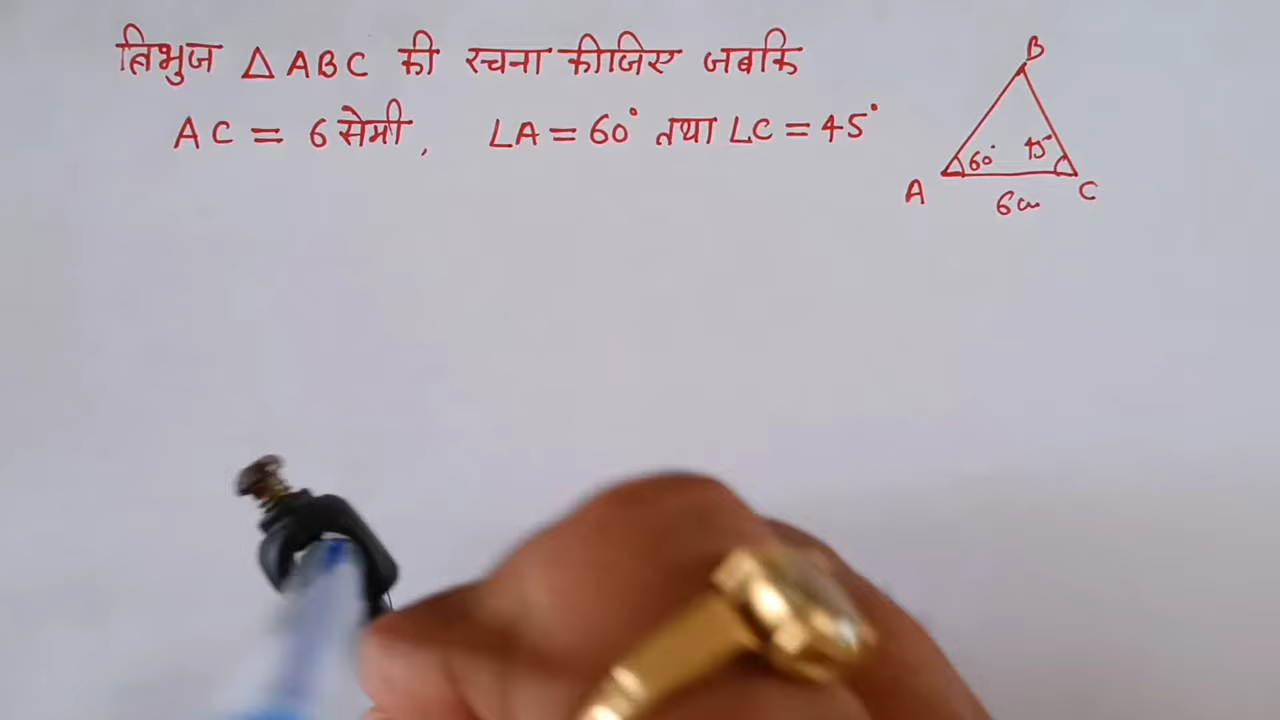 त्रिभुज △ ABC की रचना कीजिए जबकि
AC = 6 सेमी, ∠A = 60° तथा ∠C = 45°
B
60° 45°
A C
6cm